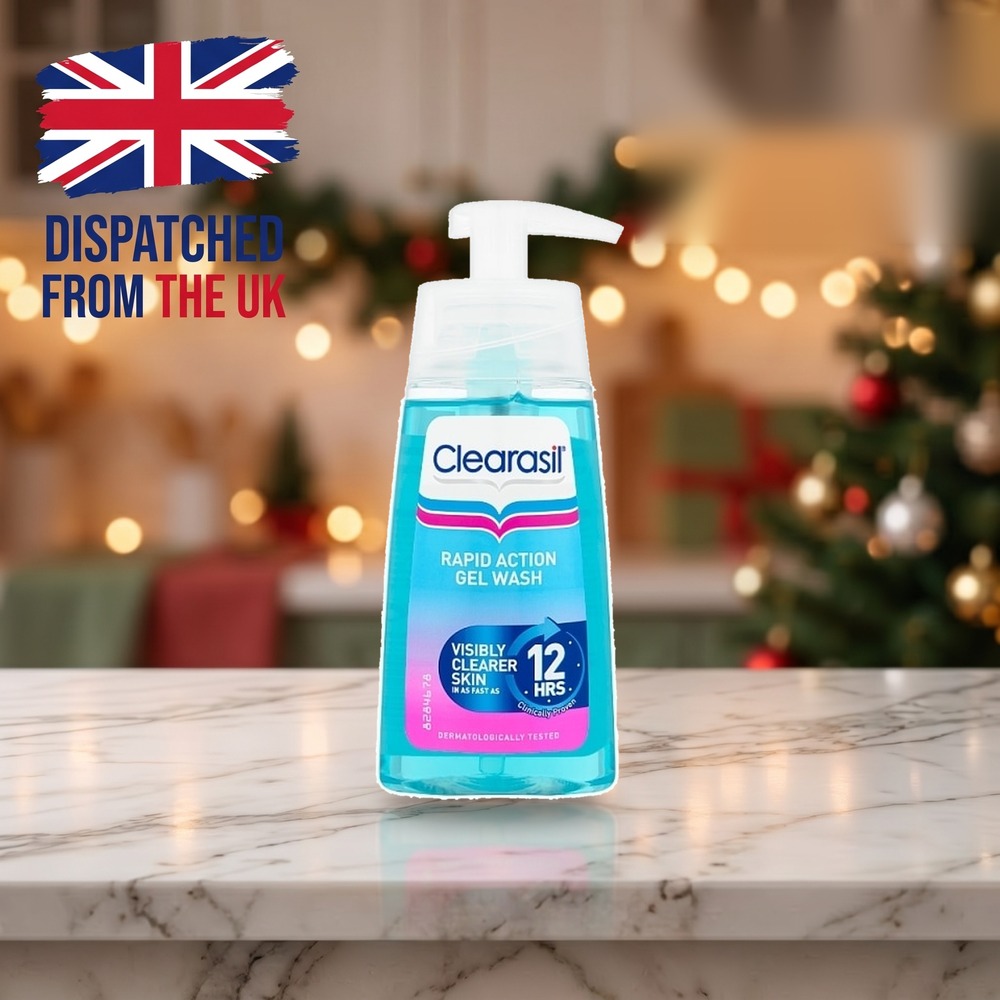 DISPATCHED
FROM THE UK
Clearasil®
RAPID ACTION
GEL WASH
VISIBLY
CLEARER
SKIN
IN AS FAST AS
12
HRS
Clinically Proven
8284678
DERMATOLOGICALLY TESTED